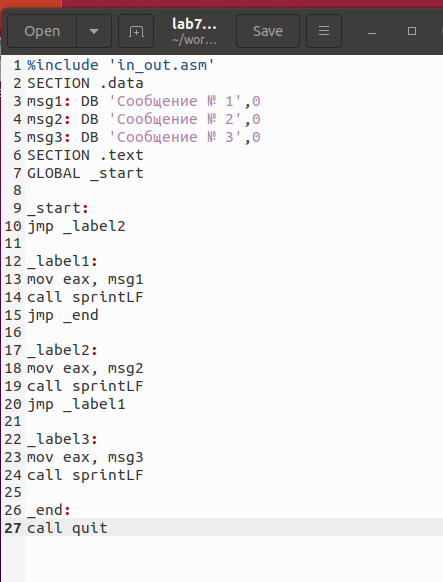 Open
lab7...
~/wor...
Save
1 %include 'in_out.asm'
2 SECTION .data
3 msg1: DB 'Сообщение № 1',0
4 msg2: DB 'Сообщение № 2',0
5 msg3: DB 'Сообщение № 3',0
6 SECTION .text
7 GLOBAL _start
8
9 _start:
10 jmp _label2
11
12 _label1:
13 mov eax, msg1
14 call sprintLF
15 jmp _end
16
17 _label2:
18 mov eax, msg2
19 call sprintLF
20 jmp _label1
21
22 _label3:
23 mov eax, msg3
24 call sprintLF
25
26 _end:
27 call quit